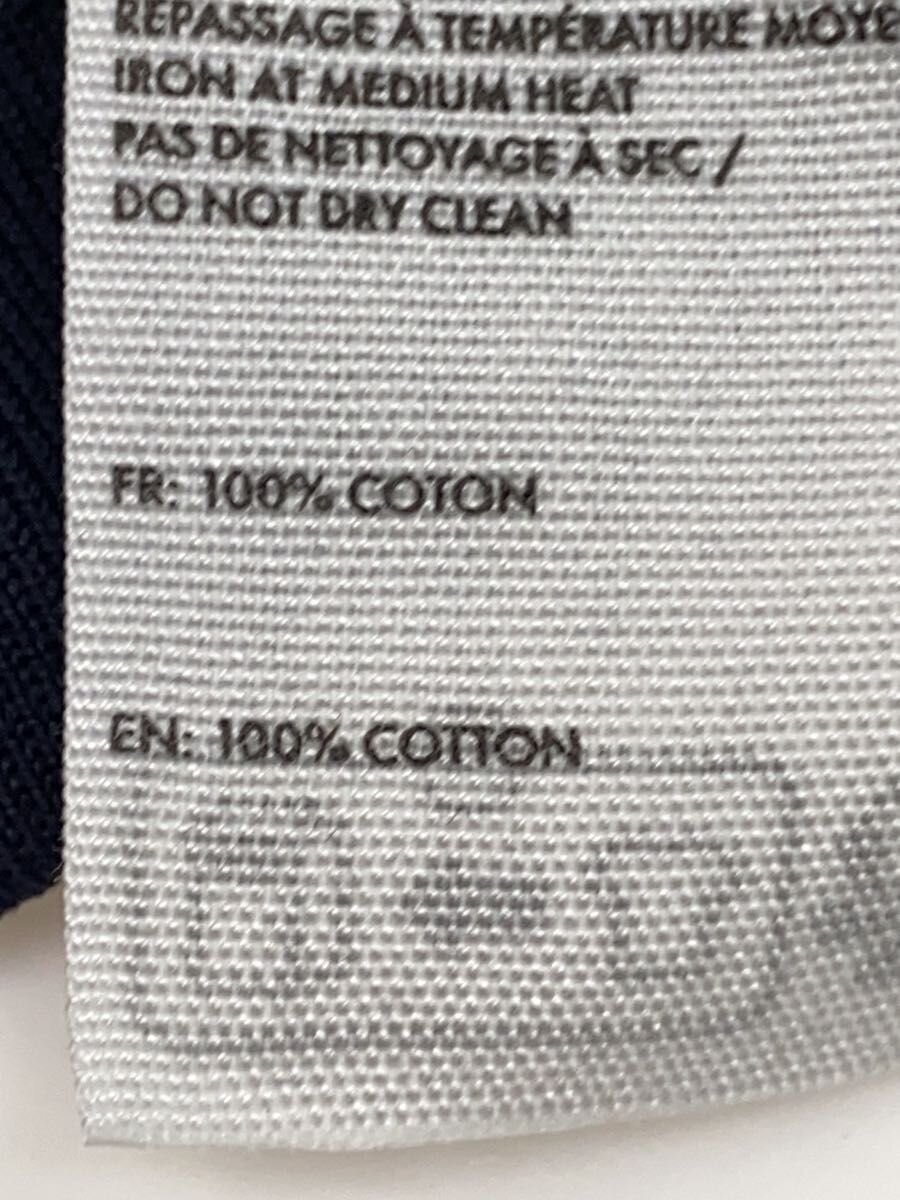 REPASSAGE À TEMPÉRATURE MOYE
IRON AT MEDIUM HEAT
PAS DE NETTOYAGE À SEC /
DO NOT DRY CLEAN
FR: 100% COTON
EN: 100% COTTON